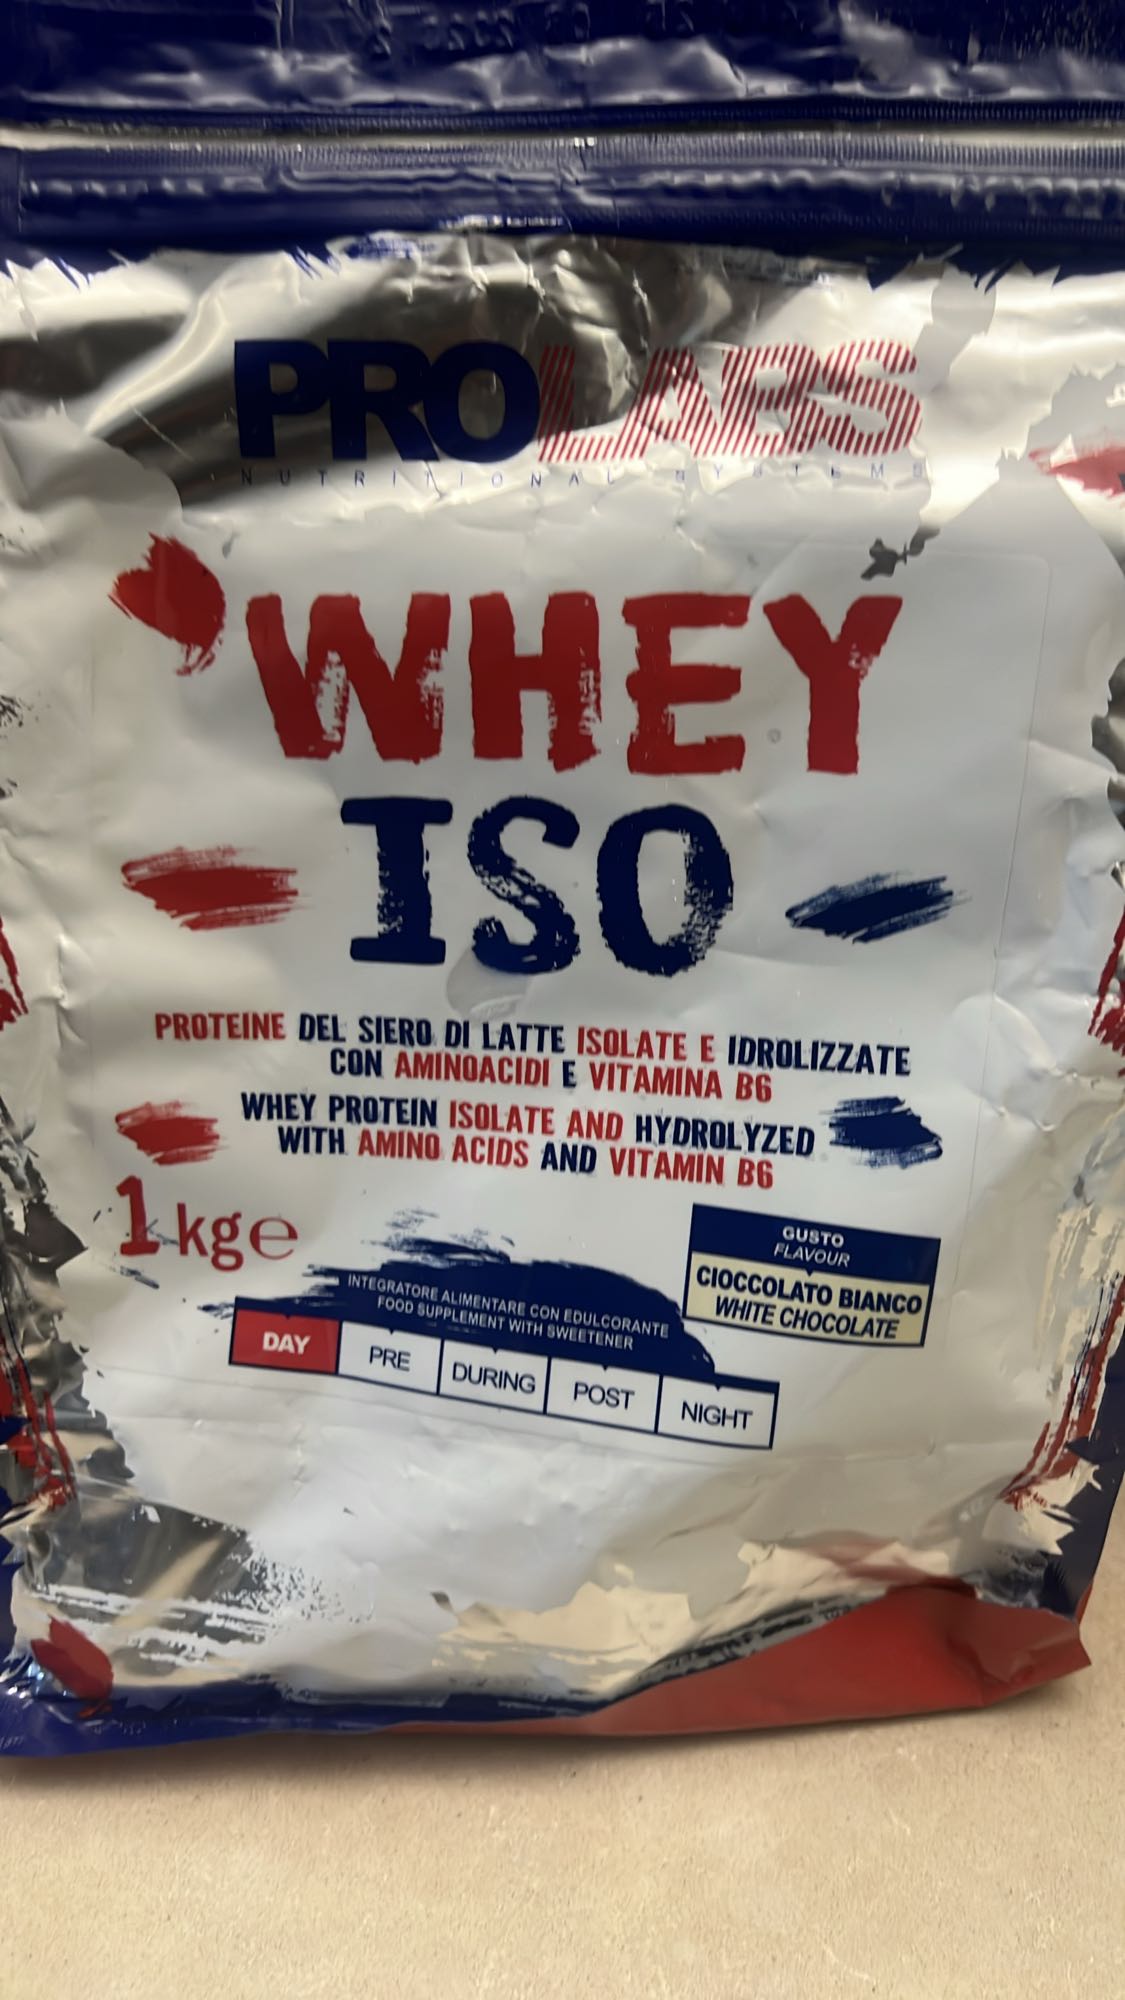 PROLABS
NUTRITIONAL SYSTEMS
WHEY
ISO
PROTEINE DEL SIERO DI LATTE ISOLATE E IDROLIZZATE
CON AMINOACIDI E VITAMINA B6
WHEY PROTEIN ISOLATE AND HYDROLYZED
WITH AMINO ACIDS AND VITAMIN B6
1kg℮
GUSTO
FLAVOUR
CIOCCOLATO BIANCO
WHITE CHOCOLATE
INTEGRATORE ALIMENTARE CON EDULCORANTE
FOOD SUPPLEMENT WITH SWEETENER
DAY PRE DURING POST NIGHT